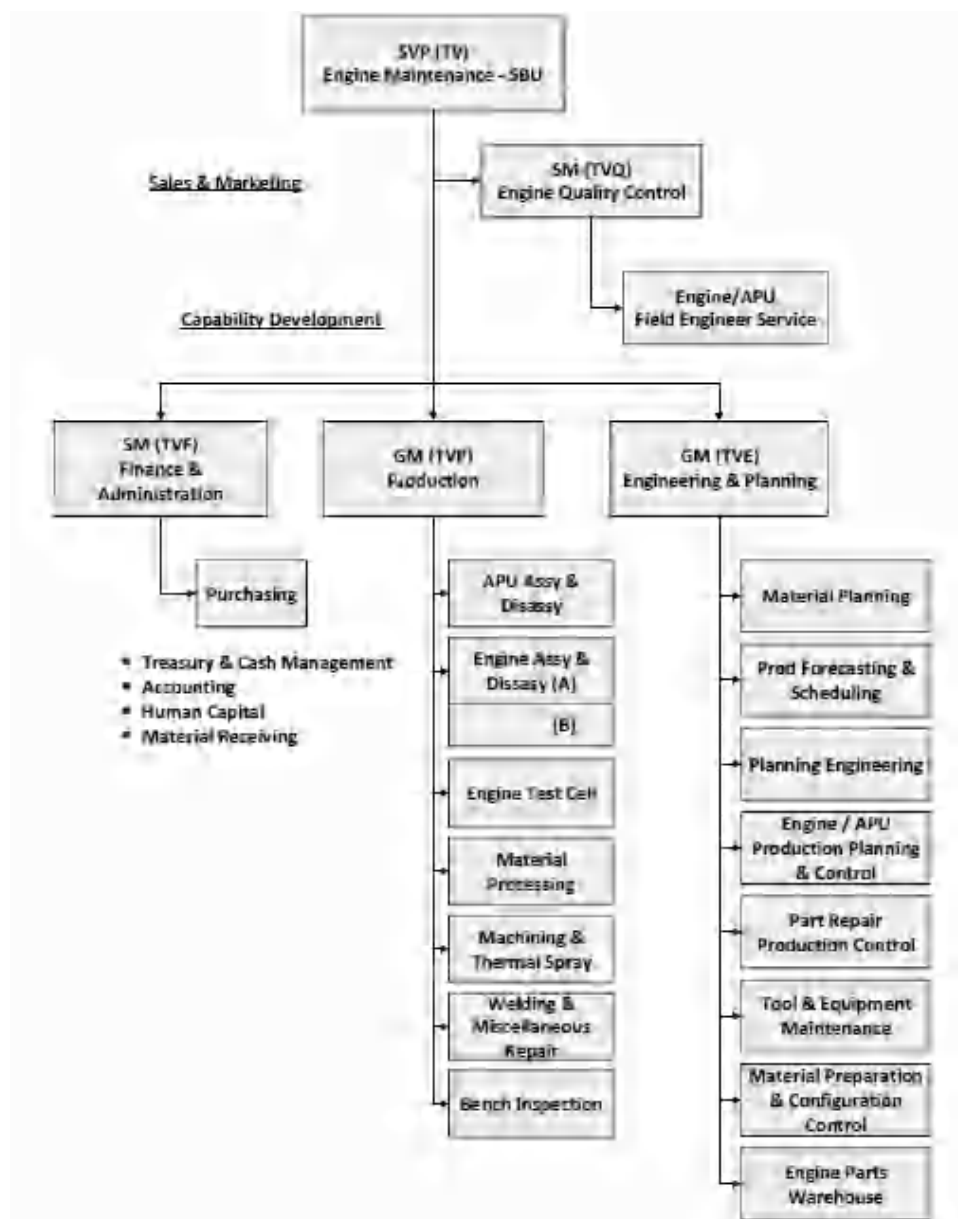 SVP (TV)
Engine Maintenance - SBU
Sales & Marketing
SM (TVQ)
Engine Quality Control
Engine/APU
Field Engineer Service
Capability Development
SM (TVF)
Finance &
Administration
GM (TVP)
Production
GM (TVE)
Engineering & Planning
Purchasing
• Treasury & Cash Management
• Accounting
• Human Capital
• Material Receiving
APU Assy &
Disassy
Engine Assy &
Dissasy (A)
(B)
Engine Test Cell
Material
Processing
Machining &
Thermal Spray
Welding &
Miscellaneous
Repair
Bench Inspection
Material Planning
Prod Forecasting &
Scheduling
Planning Engineering
Engine / APU
Production Planning
& Control
Part Repair
Production Control
Tool & Equipment
Maintenance
Material Preparation
& Configuration
Control
Engine Parts
Warehouse